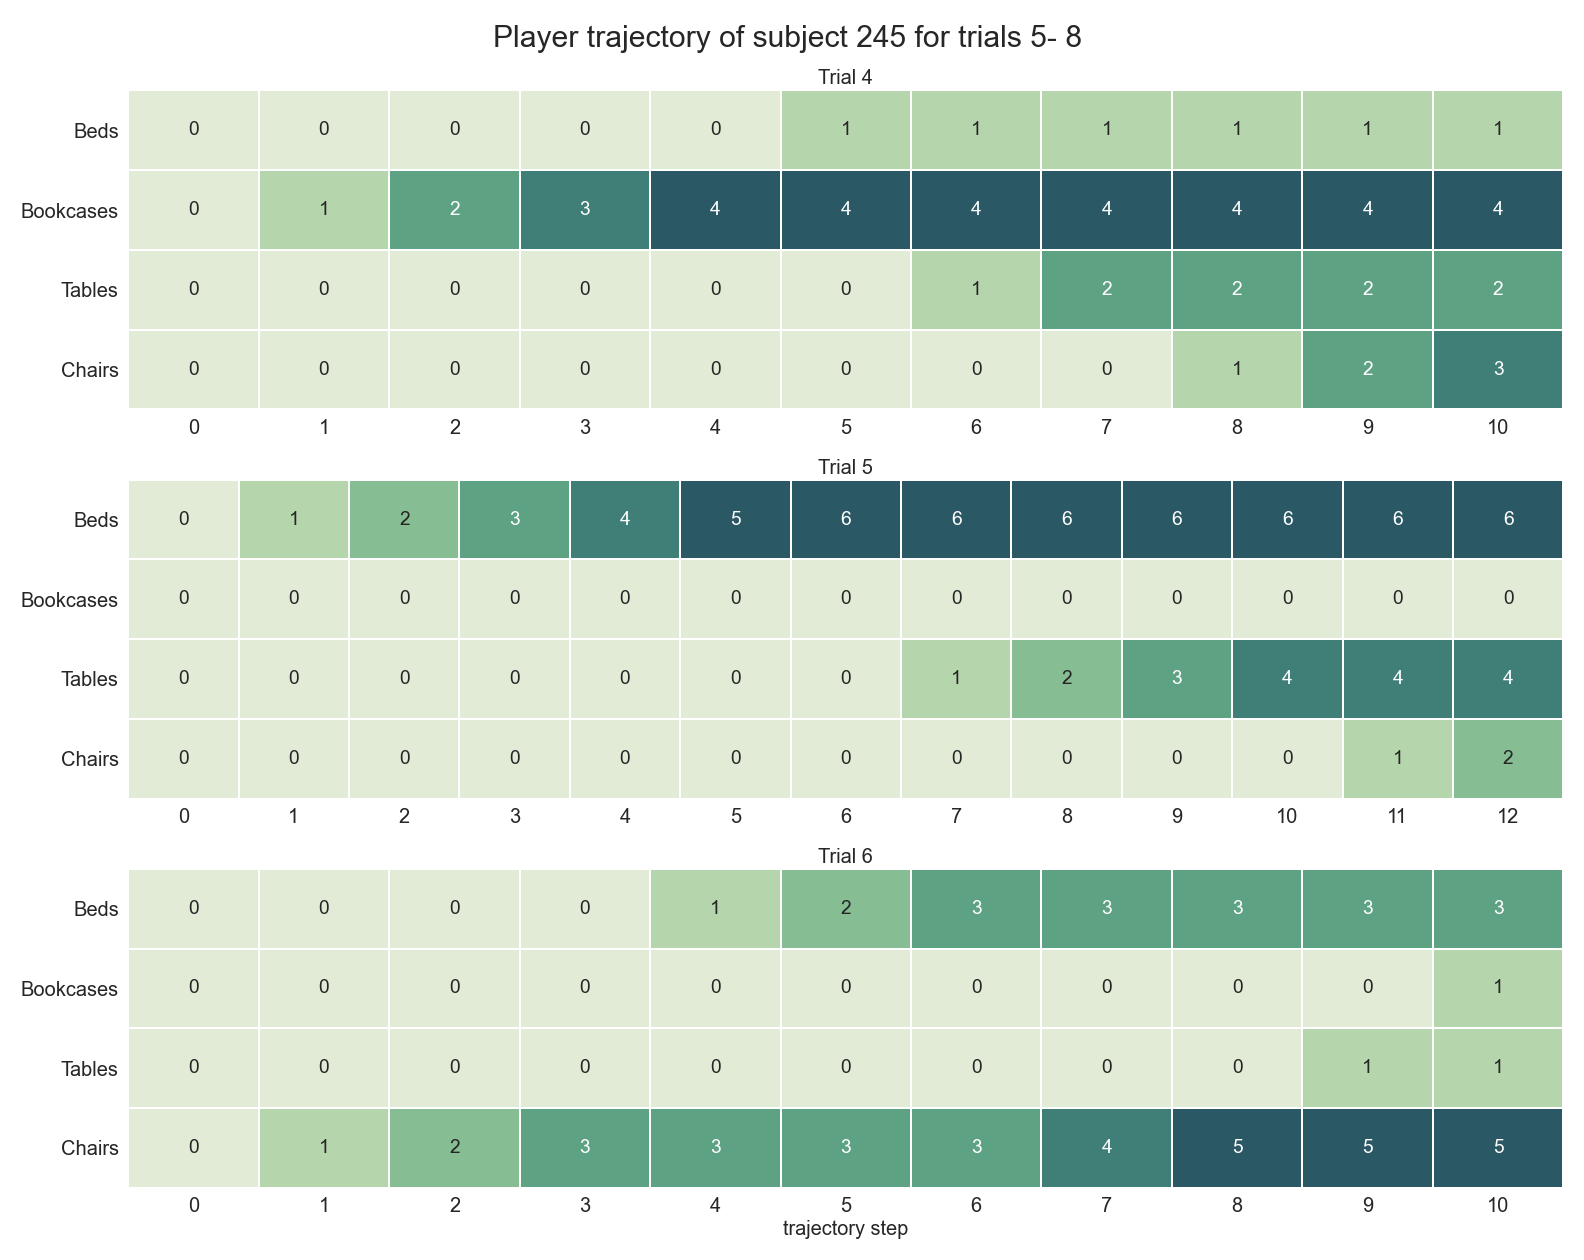 Player trajectory of subject 245 for trials 5- 8
Trial 4
Beds 0 0 0 0 0 1 1 1 1 1 1
Bookcases 0 1 2 3 4 4 4 4 4 4 4
Tables 0 0 0 0 0 0 1 2 2 2 2
Chairs 0 0 0 0 0 0 0 0 1 2 3
0 1 2 3 4 5 6 7 8 9 10
Trial 5
Beds 0 1 2 3 4 5 6 6 6 6 6 6 6
Bookcases 0 0 0 0 0 0 0 0 0 0 0 0 0
Tables 0 0 0 0 0 0 0 1 2 3 4 4 4
Chairs 0 0 0 0 0 0 0 0 0 0 0 1 2
0 1 2 3 4 5 6 7 8 9 10 11 12
Trial 6
Beds 0 0 0 0 1 2 3 3 3 3 3
Bookcases 0 0 0 0 0 0 0 0 0 0 1
Tables 0 0 0 0 0 0 0 0 0 1 1
Chairs 0 1 2 3 3 3 3 4 5 5 5
0 1 2 3 4 5 6 7 8 9 10
trajectory step